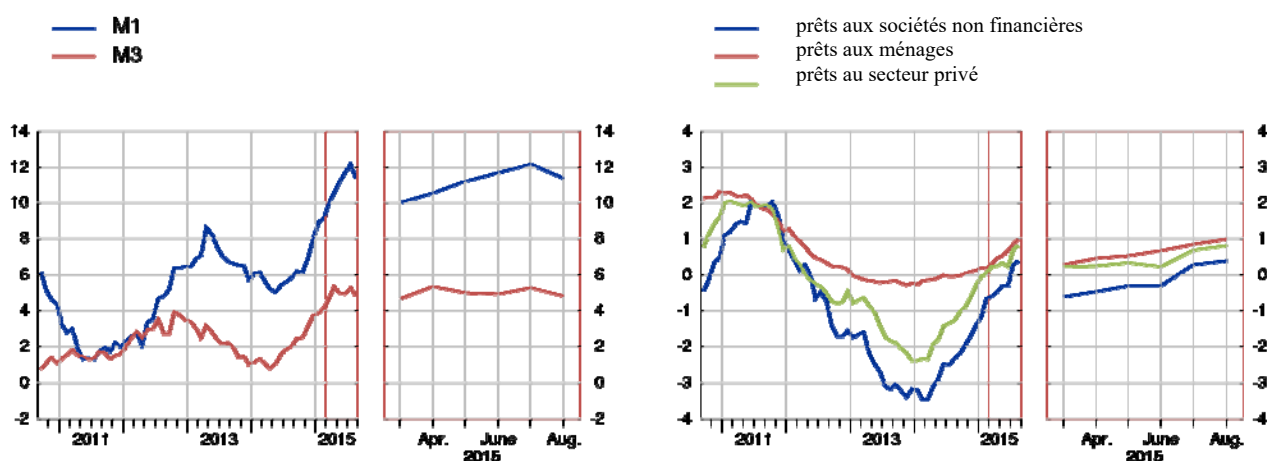 M1
M3
prêts aux sociétés non financières
prêts aux ménages
prêts au secteur privé
14 14 4 4
12 12 3 3
10 10 2 2
8 8 1 1
6 6 0 0
4 4 -1 -1
2 2 -2 -2
0 0 -3 -3
-2 -2 -4 -4
2011 2013 2015 Apr. June Aug. 2011 2013 2015 Apr. June Aug.
2015 2015